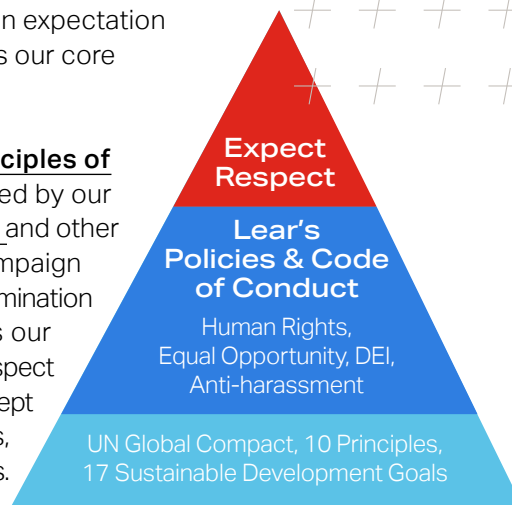 n expectation
s our core
ciples of
ed by our
and other
mpaign
mination
s our
spect
ept
s,
s.
Expect
Respect
Lear's
Policies & Code
of Conduct
Human Rights,
Equal Opportunity, DEI,
Anti-harassment
UN Global Compact, 10 Principles,
17 Sustainable Development Goals